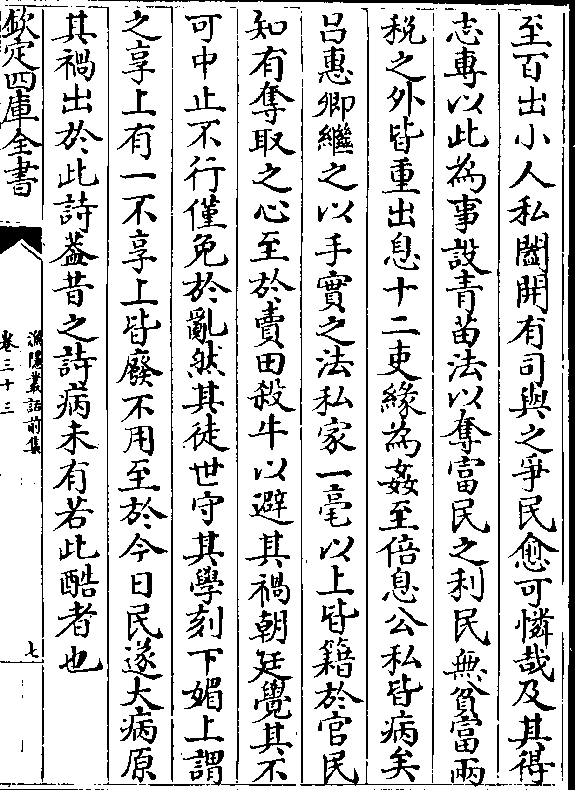 至百出小人私闔開有司與之爭民愈可憐哉及其得
志專以此為事設青苗法以奪富民之利民無貧富兩
稅之外皆重出息十二吏緣為姦至倍息公私皆病矣
吕惠卿繼之以手實之法私家一毫以上皆籍於官民
知有奪取之心至於賣田殺牛以避其禍朝廷覺其不
可中止不行僅免於亂然其徒世守其學刻下媚上謂
之享上有一不享上皆廢不用至於今日民遂大病原
其禍出於此詩蓋昔之詩病未有若此酷者也
欽定四庫全書
漁隱叢話前集
卷三十三
七